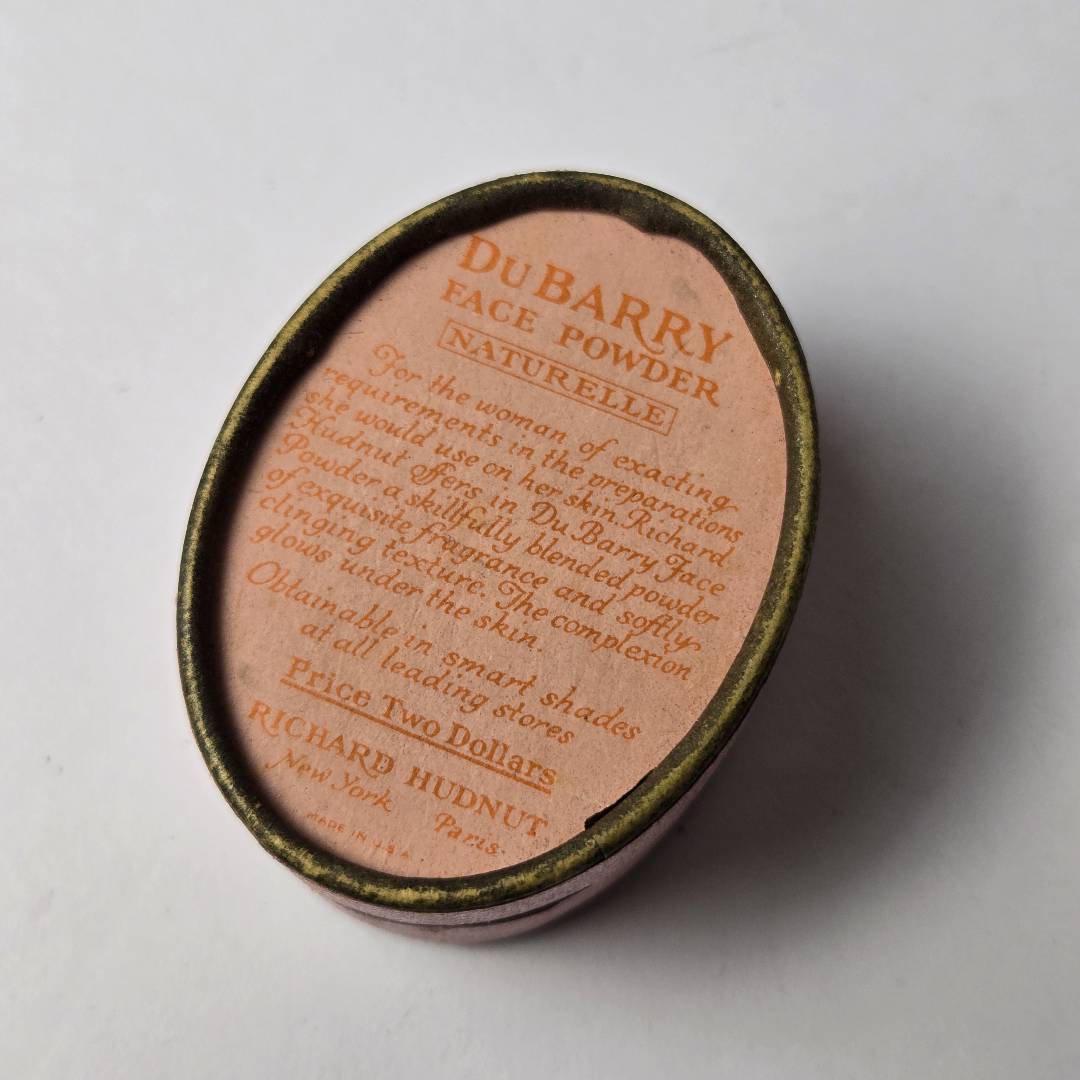 DU BARRY
FACE POWDER
NATURELLE
For the woman of exacting
requirements in the preparations
she would use on her skin. Richard
Hudnut offers in Du Barry Face
Powder a skillfully blended powder
of exquisite fragrance and softly
clinging texture. The complexion
glows under the skin.
Obtainable in smart shades
at all leading stores
Price Two Dollars
RICHARD HUDNUT
New York Paris.
MADE IN U.S.A.